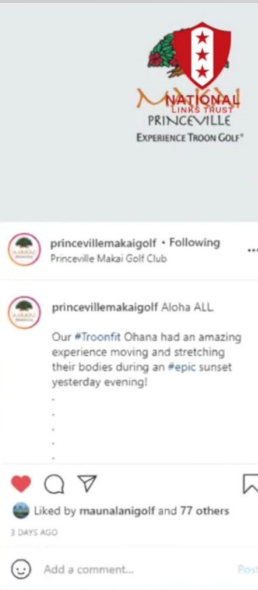 MAKAI
NATIONAL
LINKS TRUST
PRINCEVILLE
EXPERIENCE TROON GOLF®
princevillemakaigolf • Following
Princeville Makai Golf Club
princevillemakaigolf Aloha ALL
Our #Troonfit Ohana had an amazing
experience moving and stretching
their bodies during an #epic sunset
yesterday evening!
.
.
.
.
.
Liked by maunalanigolf and 77 others
3 DAYS AGO
Add a comment...
Post